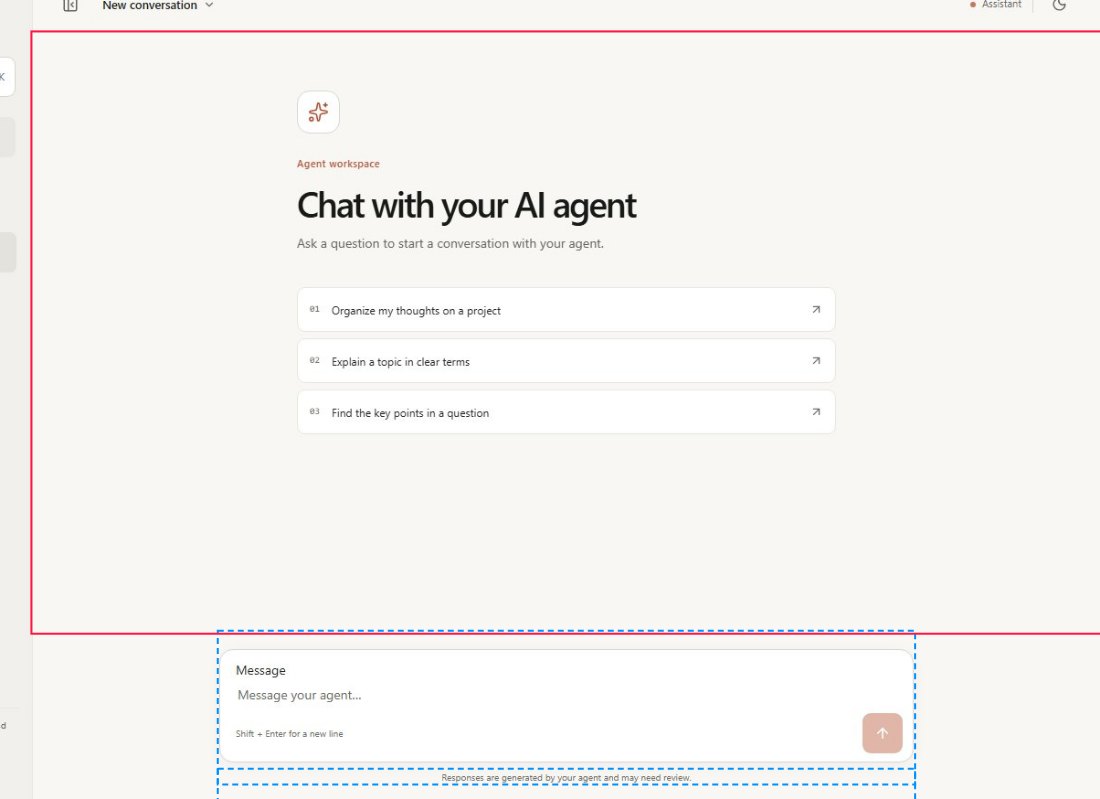 New conversation
Assistant
K
Agent workspace
Chat with your AI agent
Ask a question to start a conversation with your agent.
01 Organize my thoughts on a project
02 Explain a topic in clear terms
03 Find the key points in a question
Message
Message your agent...
d
Shift + Enter for a new line
Responses are generated by your agent and may need review.